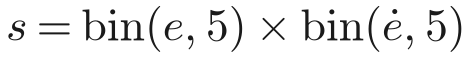 s = bin(e, 5) × bin(ė, 5)